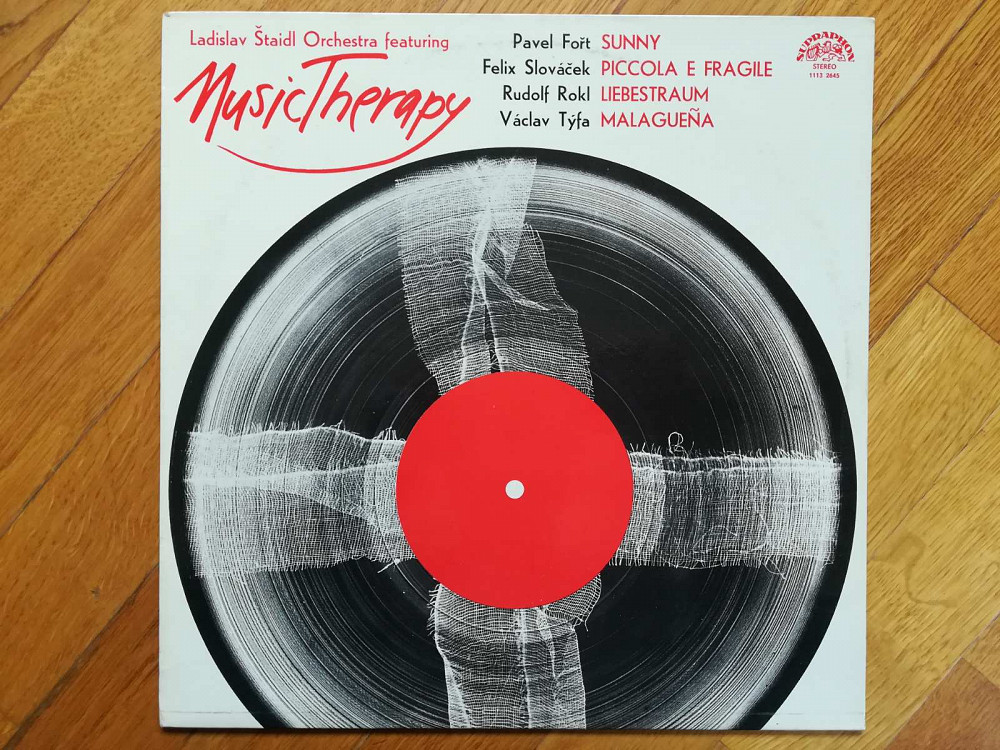 Ladislav Štaidl Orchestra featuring
MusicTherapy
Pavel Fořt SUNNY
Felix Slováček PICCOLA E FRAGILE
Rudolf Rokl LIEBESTRAUM
Václav Týfa MALAGUEÑA
SUPRAPHON
STEREO
1113 2645